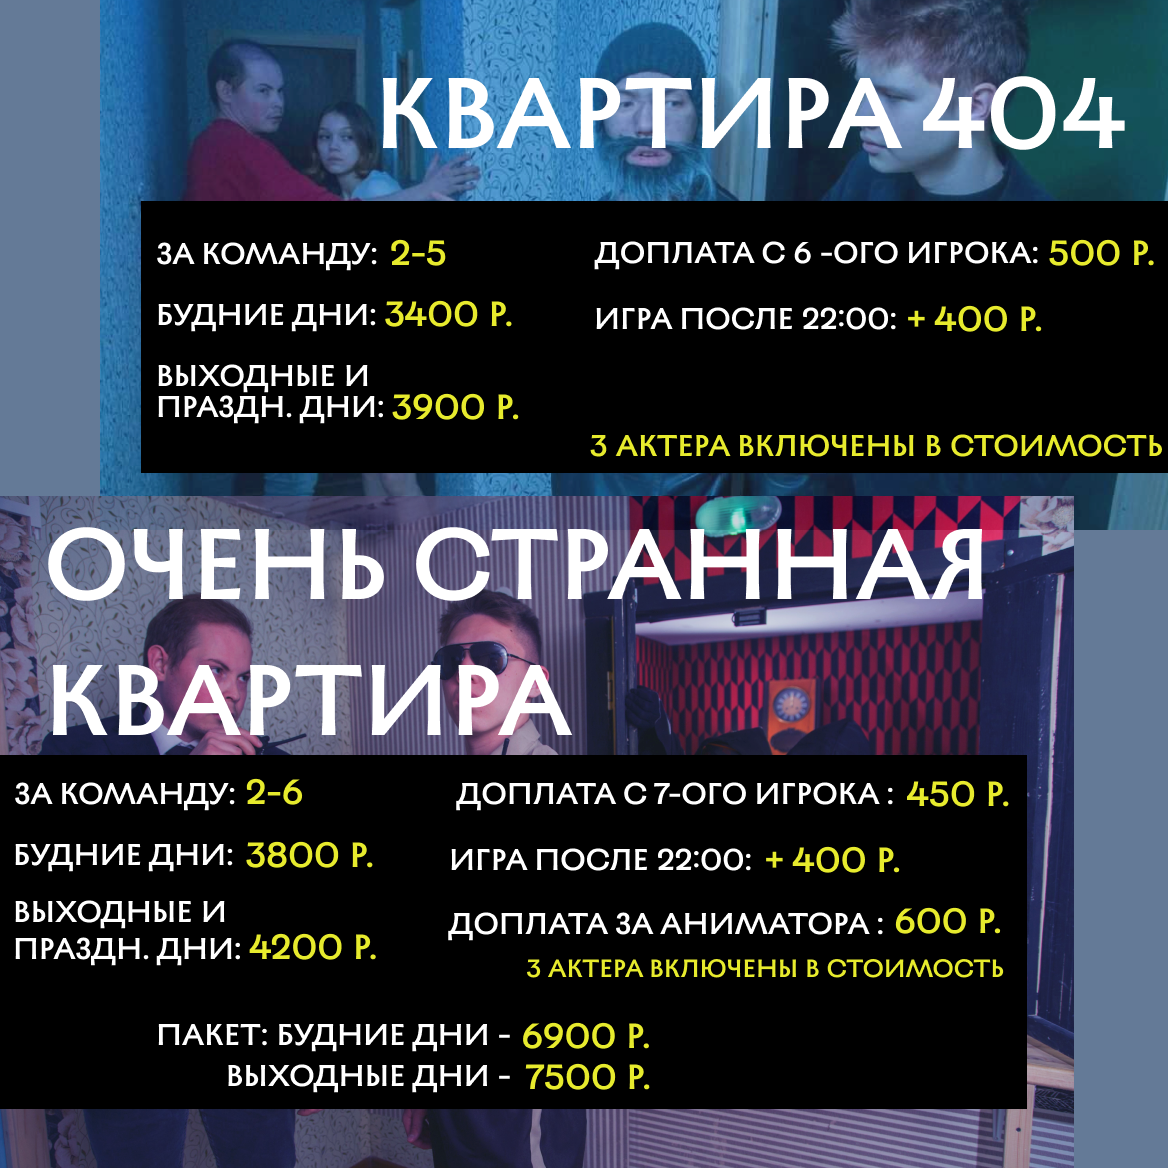 КВАРТИРА 404
ЗА КОМАНДУ: 2-5
БУДНИЕ ДНИ: 3400 Р.
ВЫХОДНЫЕ И
ПРАЗДН. ДНИ: 3900 Р.
ДОПЛАТА С 6 -ОГО ИГРОКА: 500 Р.
ИГРА ПОСЛЕ 22:00: + 400 Р.
3 АКТЕРА ВКЛЮЧЕНЫ В СТОИМОСТЬ
ОЧЕНЬ СТРАННАЯ
КВАРТИРА
ЗА КОМАНДУ: 2-6
БУДНИЕ ДНИ: 3800 Р.
ВЫХОДНЫЕ И
ПРАЗДН. ДНИ: 4200 Р.
ДОПЛАТА С 7-ОГО ИГРОКА : 450 Р.
ИГРА ПОСЛЕ 22:00: + 400 Р.
ДОПЛАТА ЗА АНИМАТОРА : 600 Р.
3 АКТЕРА ВКЛЮЧЕНЫ В СТОИМОСТЬ
ПАКЕТ: БУДНИЕ ДНИ - 6900 Р.
ВЫХОДНЫЕ ДНИ - 7500 Р.